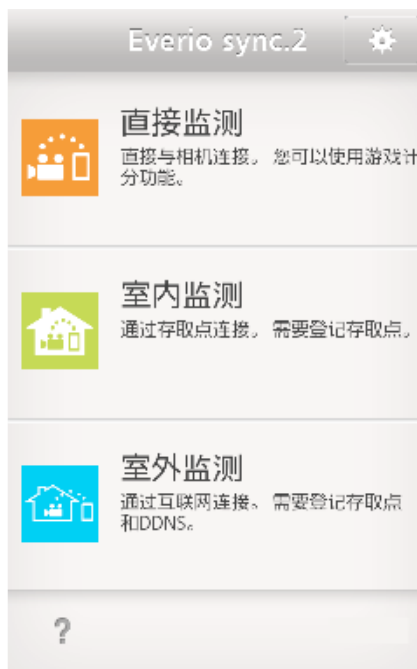 Everio sync.2
直接监测
直接与相机连接。 您可以使用游戏计
分功能。
室内监测
通过存取点连接。 需要登记存取点。
室外监测
通过互联网连接。 需要登记存取点
和DDNS。
?